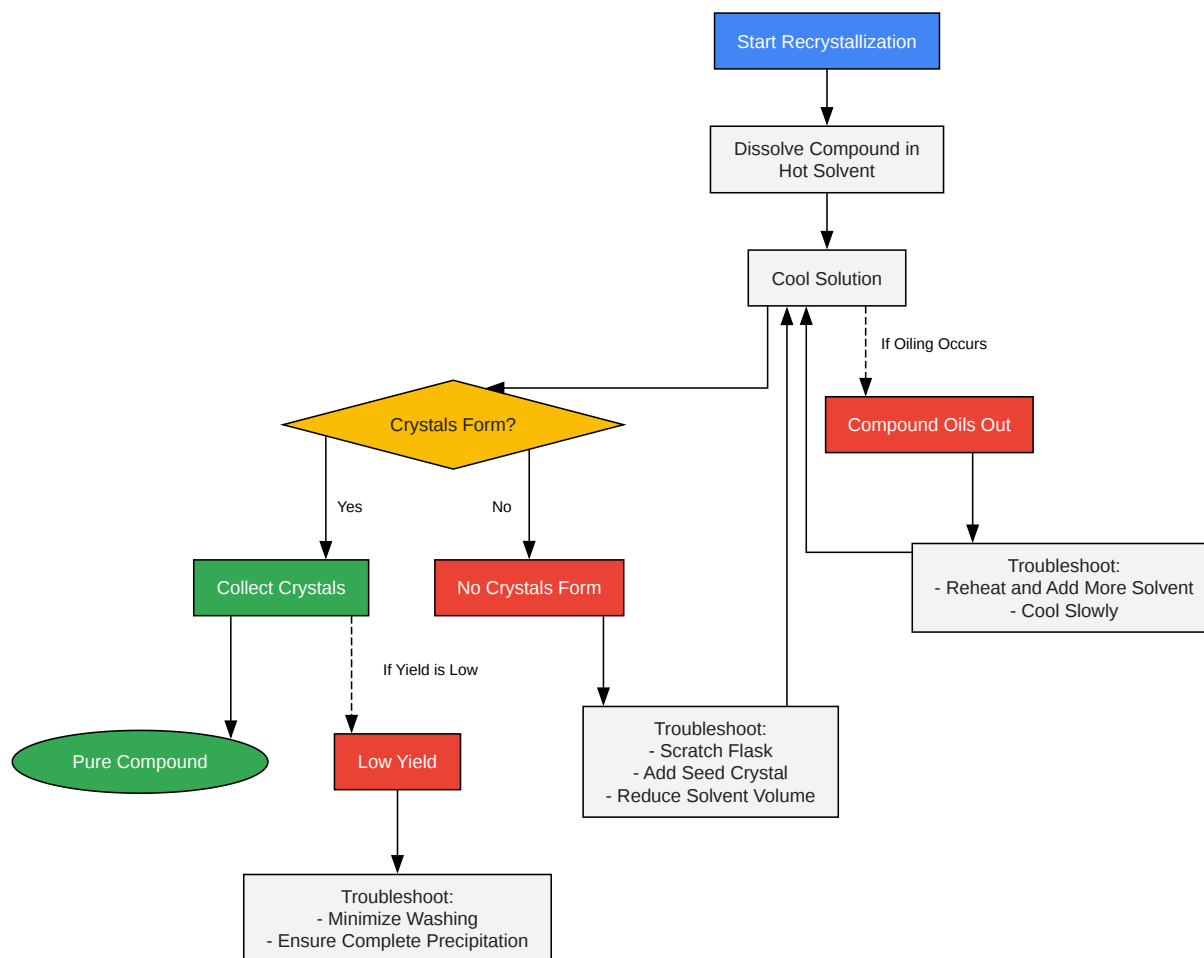 Start Recrystallization
Dissolve Compound in
Hot Solvent
Cool Solution
If Oiling Occurs
Crystals Form?
Compound Oils Out
Yes
No
Collect Crystals
No Crystals Form
Troubleshoot:
- Reheat and Add More Solvent
- Cool Slowly
If Yield is Low
Pure Compound
Low Yield
Troubleshoot:
- Scratch Flask
- Add Seed Crystal
- Reduce Solvent Volume
Troubleshoot:
- Minimize Washing
- Ensure Complete Precipitation